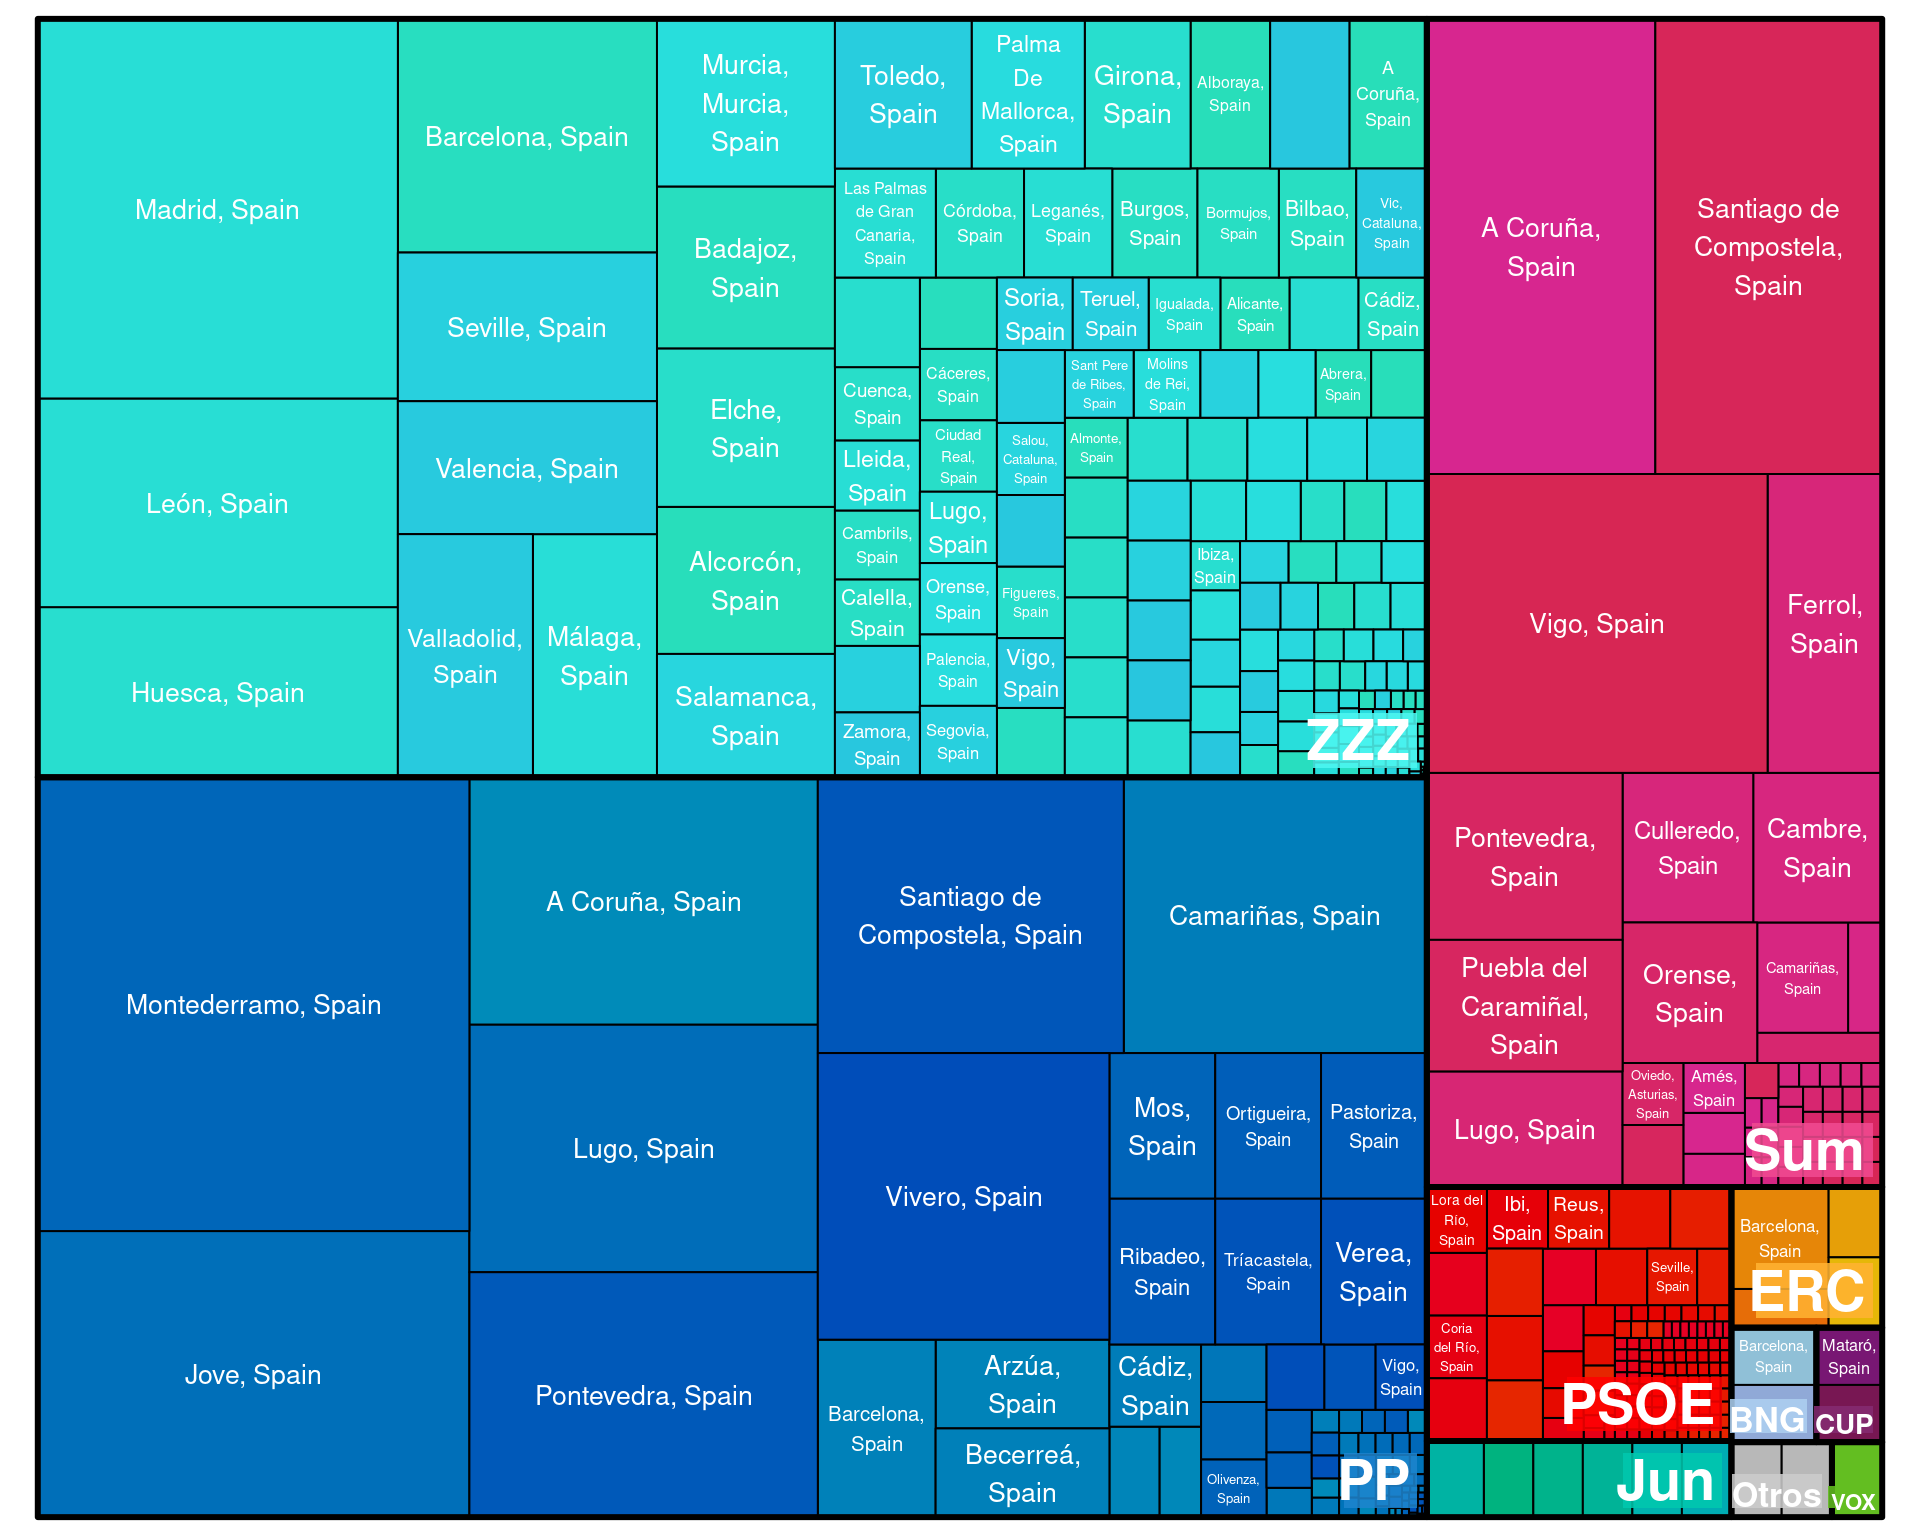 Madrid, Spain
León, Spain
Huesca, Spain
Barcelona, Spain
Seville, Spain
Valencia, Spain
Valladolid,
Spain
Málaga,
Spain
Murcia,
Murcia,
Spain
Badajoz,
Spain
Elche,
Spain
Alcorcón,
Spain
Salamanca,
Spain
Toledo,
Spain
Palma
De
Mallorca,
Spain
Girona,
Spain
Alboraya,
Spain
A
Coruña,
Spain
Las Palmas
de Gran
Canaria,
Spain
Córdoba,
Spain
Leganés,
Spain
Burgos,
Spain
Bormujos,
Spain
Bilbao,
Spain
Vic,
Cataluna,
Spain
Cuenca,
Spain
Lleida,
Spain
Cambrils,
Spain
Calella,
Spain
Zamora,
Spain
Cáceres,
Spain
Ciudad
Real,
Spain
Lugo,
Spain
Orense,
Spain
Palencia,
Spain
Segovia,
Spain
Soria,
Spain
Teruel,
Spain
Igualada,
Spain
Alicante,
Spain
Cádiz,
Spain
Salou,
Cataluna,
Spain
Figueres,
Spain
Vigo,
Spain
Sant Pere
de Ribes,
Spain
Molins
de Rei,
Spain
Abrera,
Spain
Almonte,
Spain
Ibiza,
Spain
ZZZ
Montederramo, Spain
Jove, Spain
A Coruña, Spain
Lugo, Spain
Pontevedra, Spain
Santiago de
Compostela, Spain
Camariñas, Spain
Vivero, Spain
Mos,
Spain
Ortigueira,
Spain
Pastoriza,
Spain
Ribadeo,
Spain
Tríacastela,
Spain
Verea,
Spain
Barcelona,
Spain
Arzúa,
Spain
Becerreá,
Spain
Cádiz,
Spain
Olivenza,
Spain
Vigo,
Spain
PP
A Coruña,
Spain
Santiago de
Compostela,
Spain
Vigo, Spain
Ferrol,
Spain
Pontevedra,
Spain
Puebla del
Caramiñal,
Spain
Lugo, Spain
Culleredo,
Spain
Cambre,
Spain
Orense,
Spain
Camariñas,
Spain
Oviedo,
Asturias,
Spain
Amés,
Spain
Sum
Lora del
Río,
Spain
Ibi,
Spain
Reus,
Spain
Coria
del Río,
Spain
Seville,
Spain
PSOE
Barcelona,
Spain
ERC
Barcelona,
Spain
BNG
Mataró,
Spain
CUP
Jun
Otros
VOX